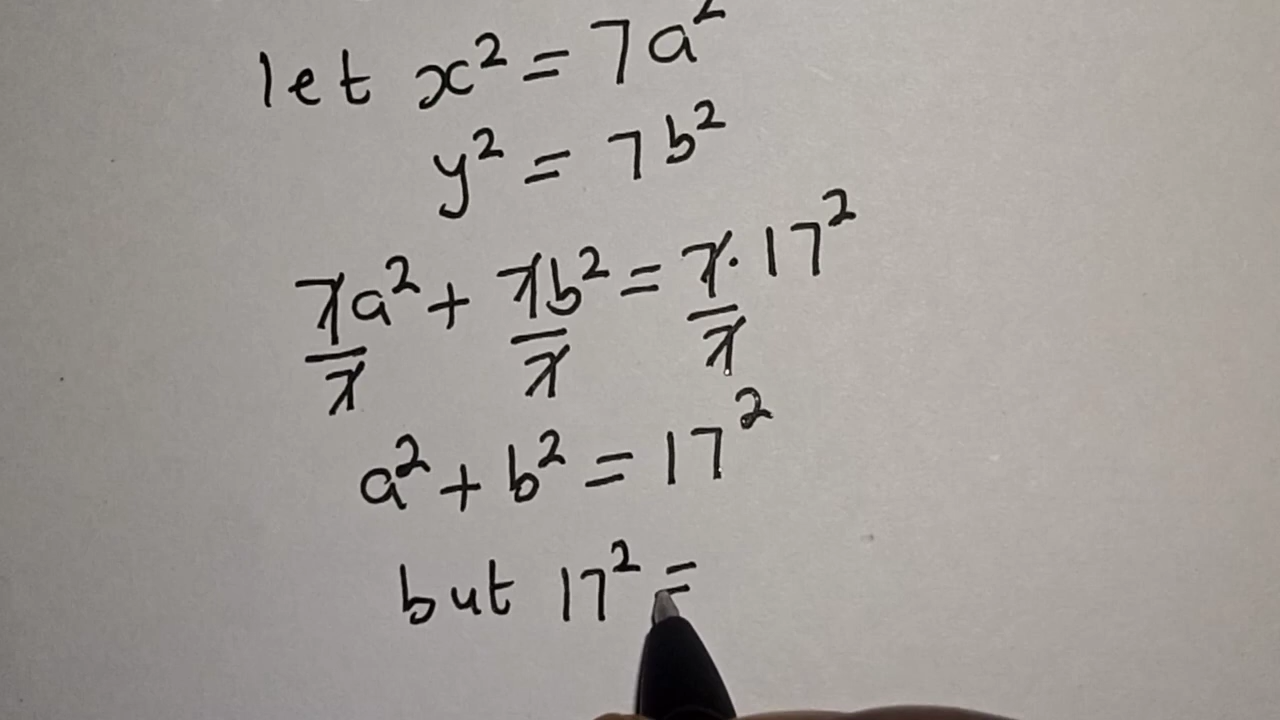 let x² = 7a²
y² = 7b²
7a² + 7b² = 7 · 17²
7 7 7
a² + b² = 17²
but 17² =